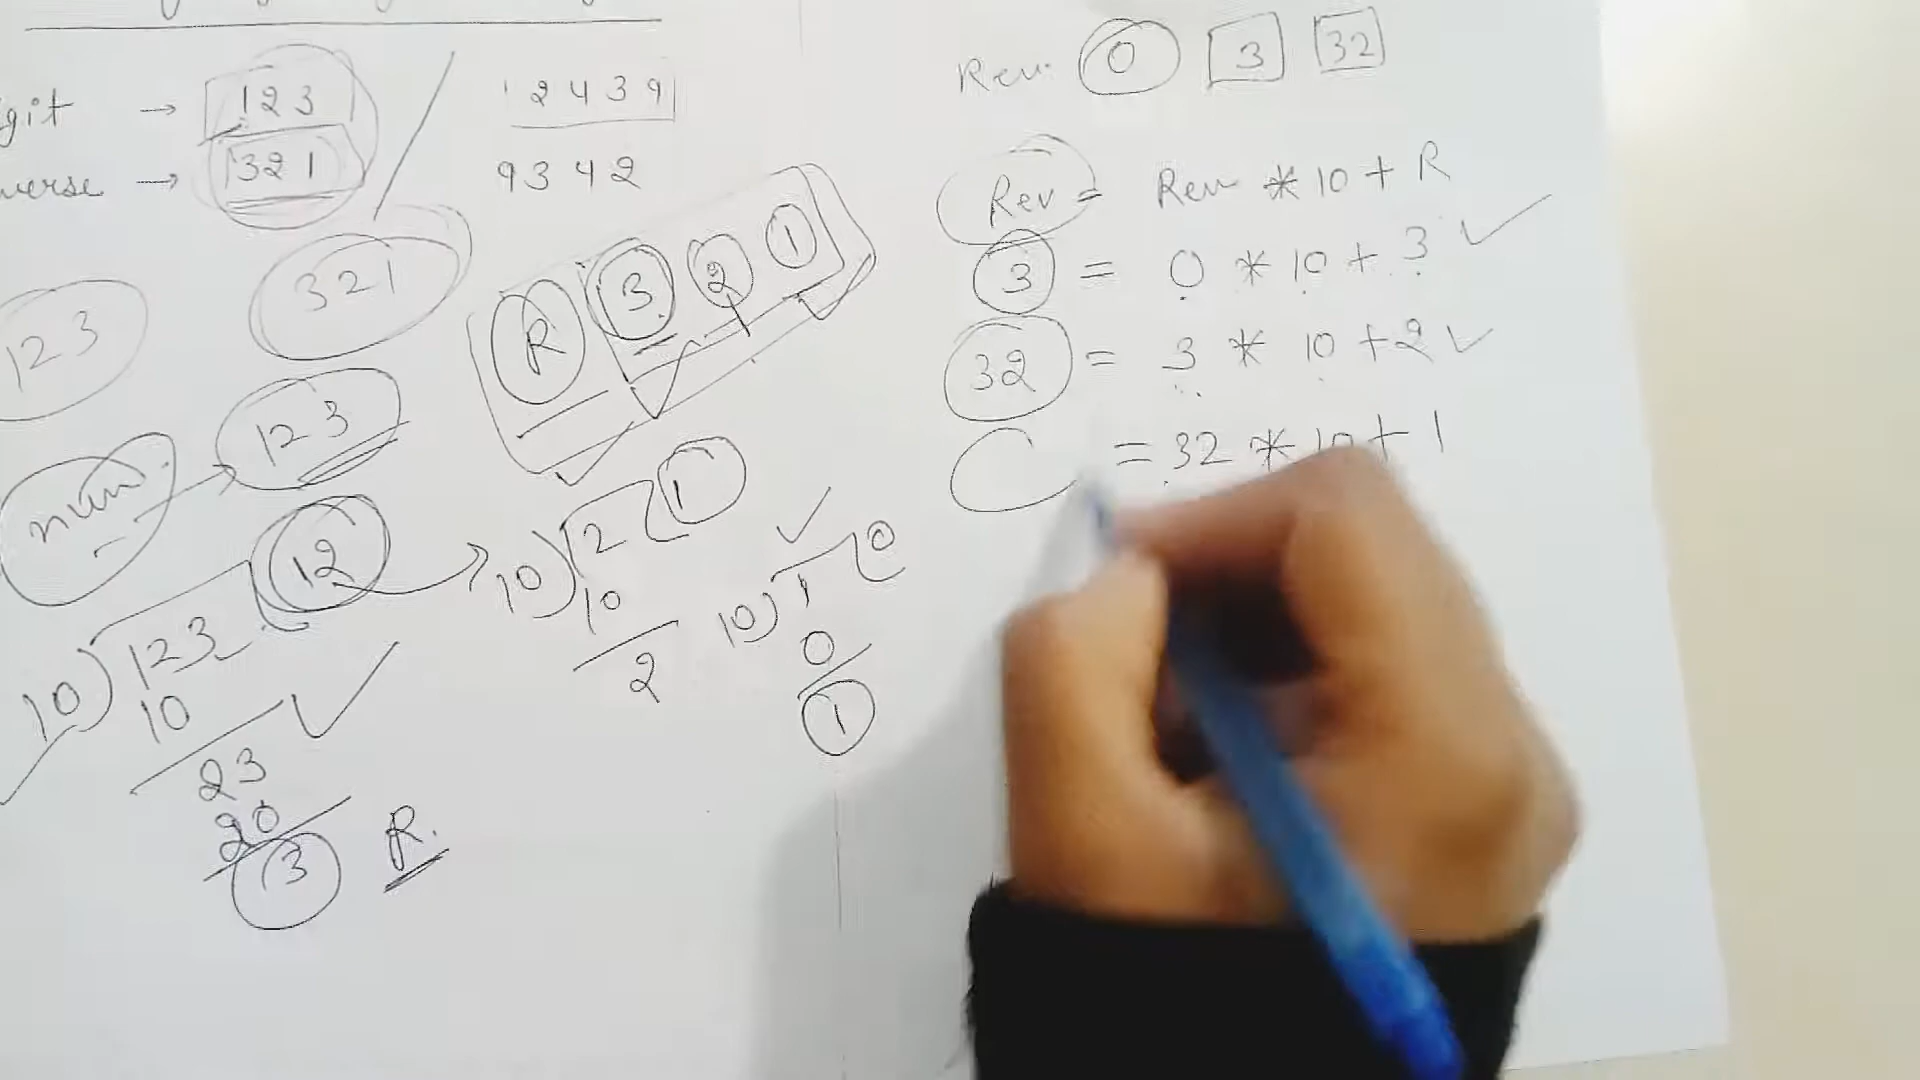 123
12439
321
9342
123
321
R 3 2 1
num
123
10) 123 (12
10
23
20
3
R.
10) 12 (1
10
2
10) 1 (0
0
1
Rev. 0 3 32
Rev = Rev * 10 + R
3 = 0 * 10 + 3
32 = 3 * 10 + 2
= 32 * 10 + 1